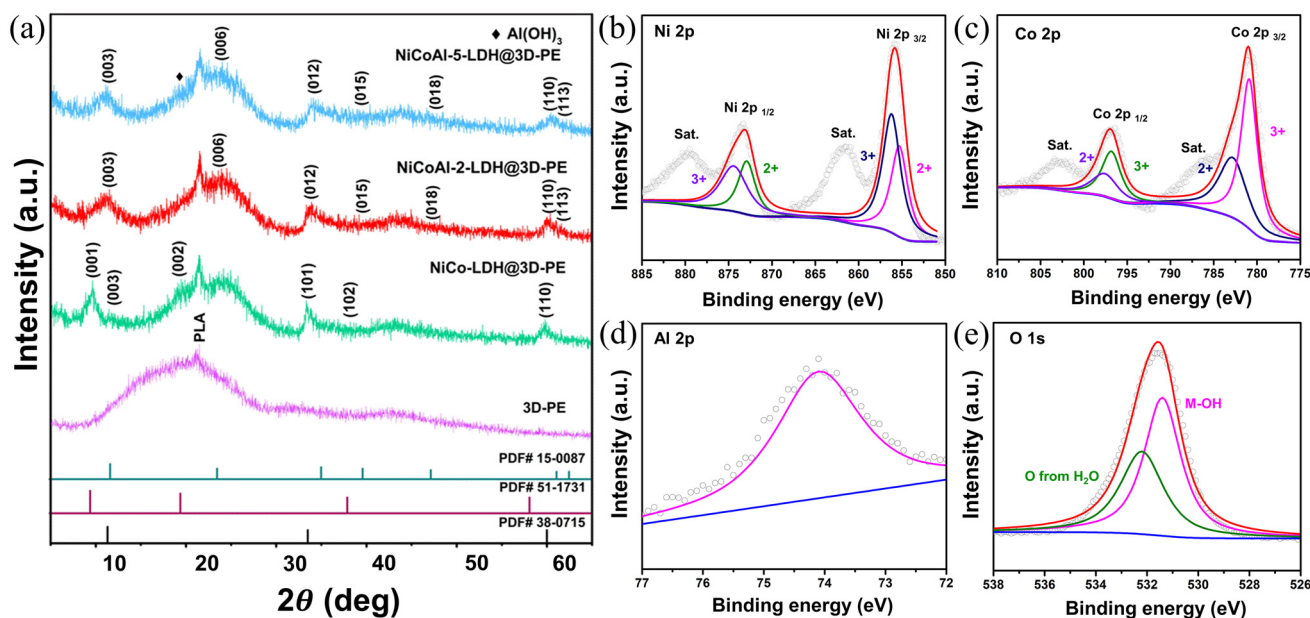 (a)
Intensity (a.u.)
♦ Al(OH)3
NiCoAl-5-LDH@3D-PE
(003)
♦
(006)
(012)
(015)
(018)
(110)
(113)
NiCoAl-2-LDH@3D-PE
(003)
(006)
(012)
(015)
(018)
(110)
(113)
NiCo-LDH@3D-PE
(001)
(003)
(002)
(101)
(102)
(110)
PLA
3D-PE
PDF# 15-0087
PDF# 51-1731
PDF# 38-0715
10 20 30 40 50 60
2θ (deg)
(b)
Ni 2p
Intensity (a.u.)
Ni 2p 3/2
Ni 2p 1/2
Sat.
Sat.
3+
2+
3+
2+
885 880 875 870 865 860 855 850
Binding energy (eV)
(c)
Co 2p
Intensity (a.u.)
Co 2p 3/2
Co 2p 1/2
Sat.
Sat.
2+
3+
2+
3+
810 805 800 795 790 785 780 775
Binding energy (eV)
(d)
Al 2p
Intensity (a.u.)
77 76 75 74 73 72
Binding energy (eV)
(e)
O 1s
Intensity (a.u.)
M-OH
O from H2O
538 536 534 532 530 528 526
Binding energy (eV)